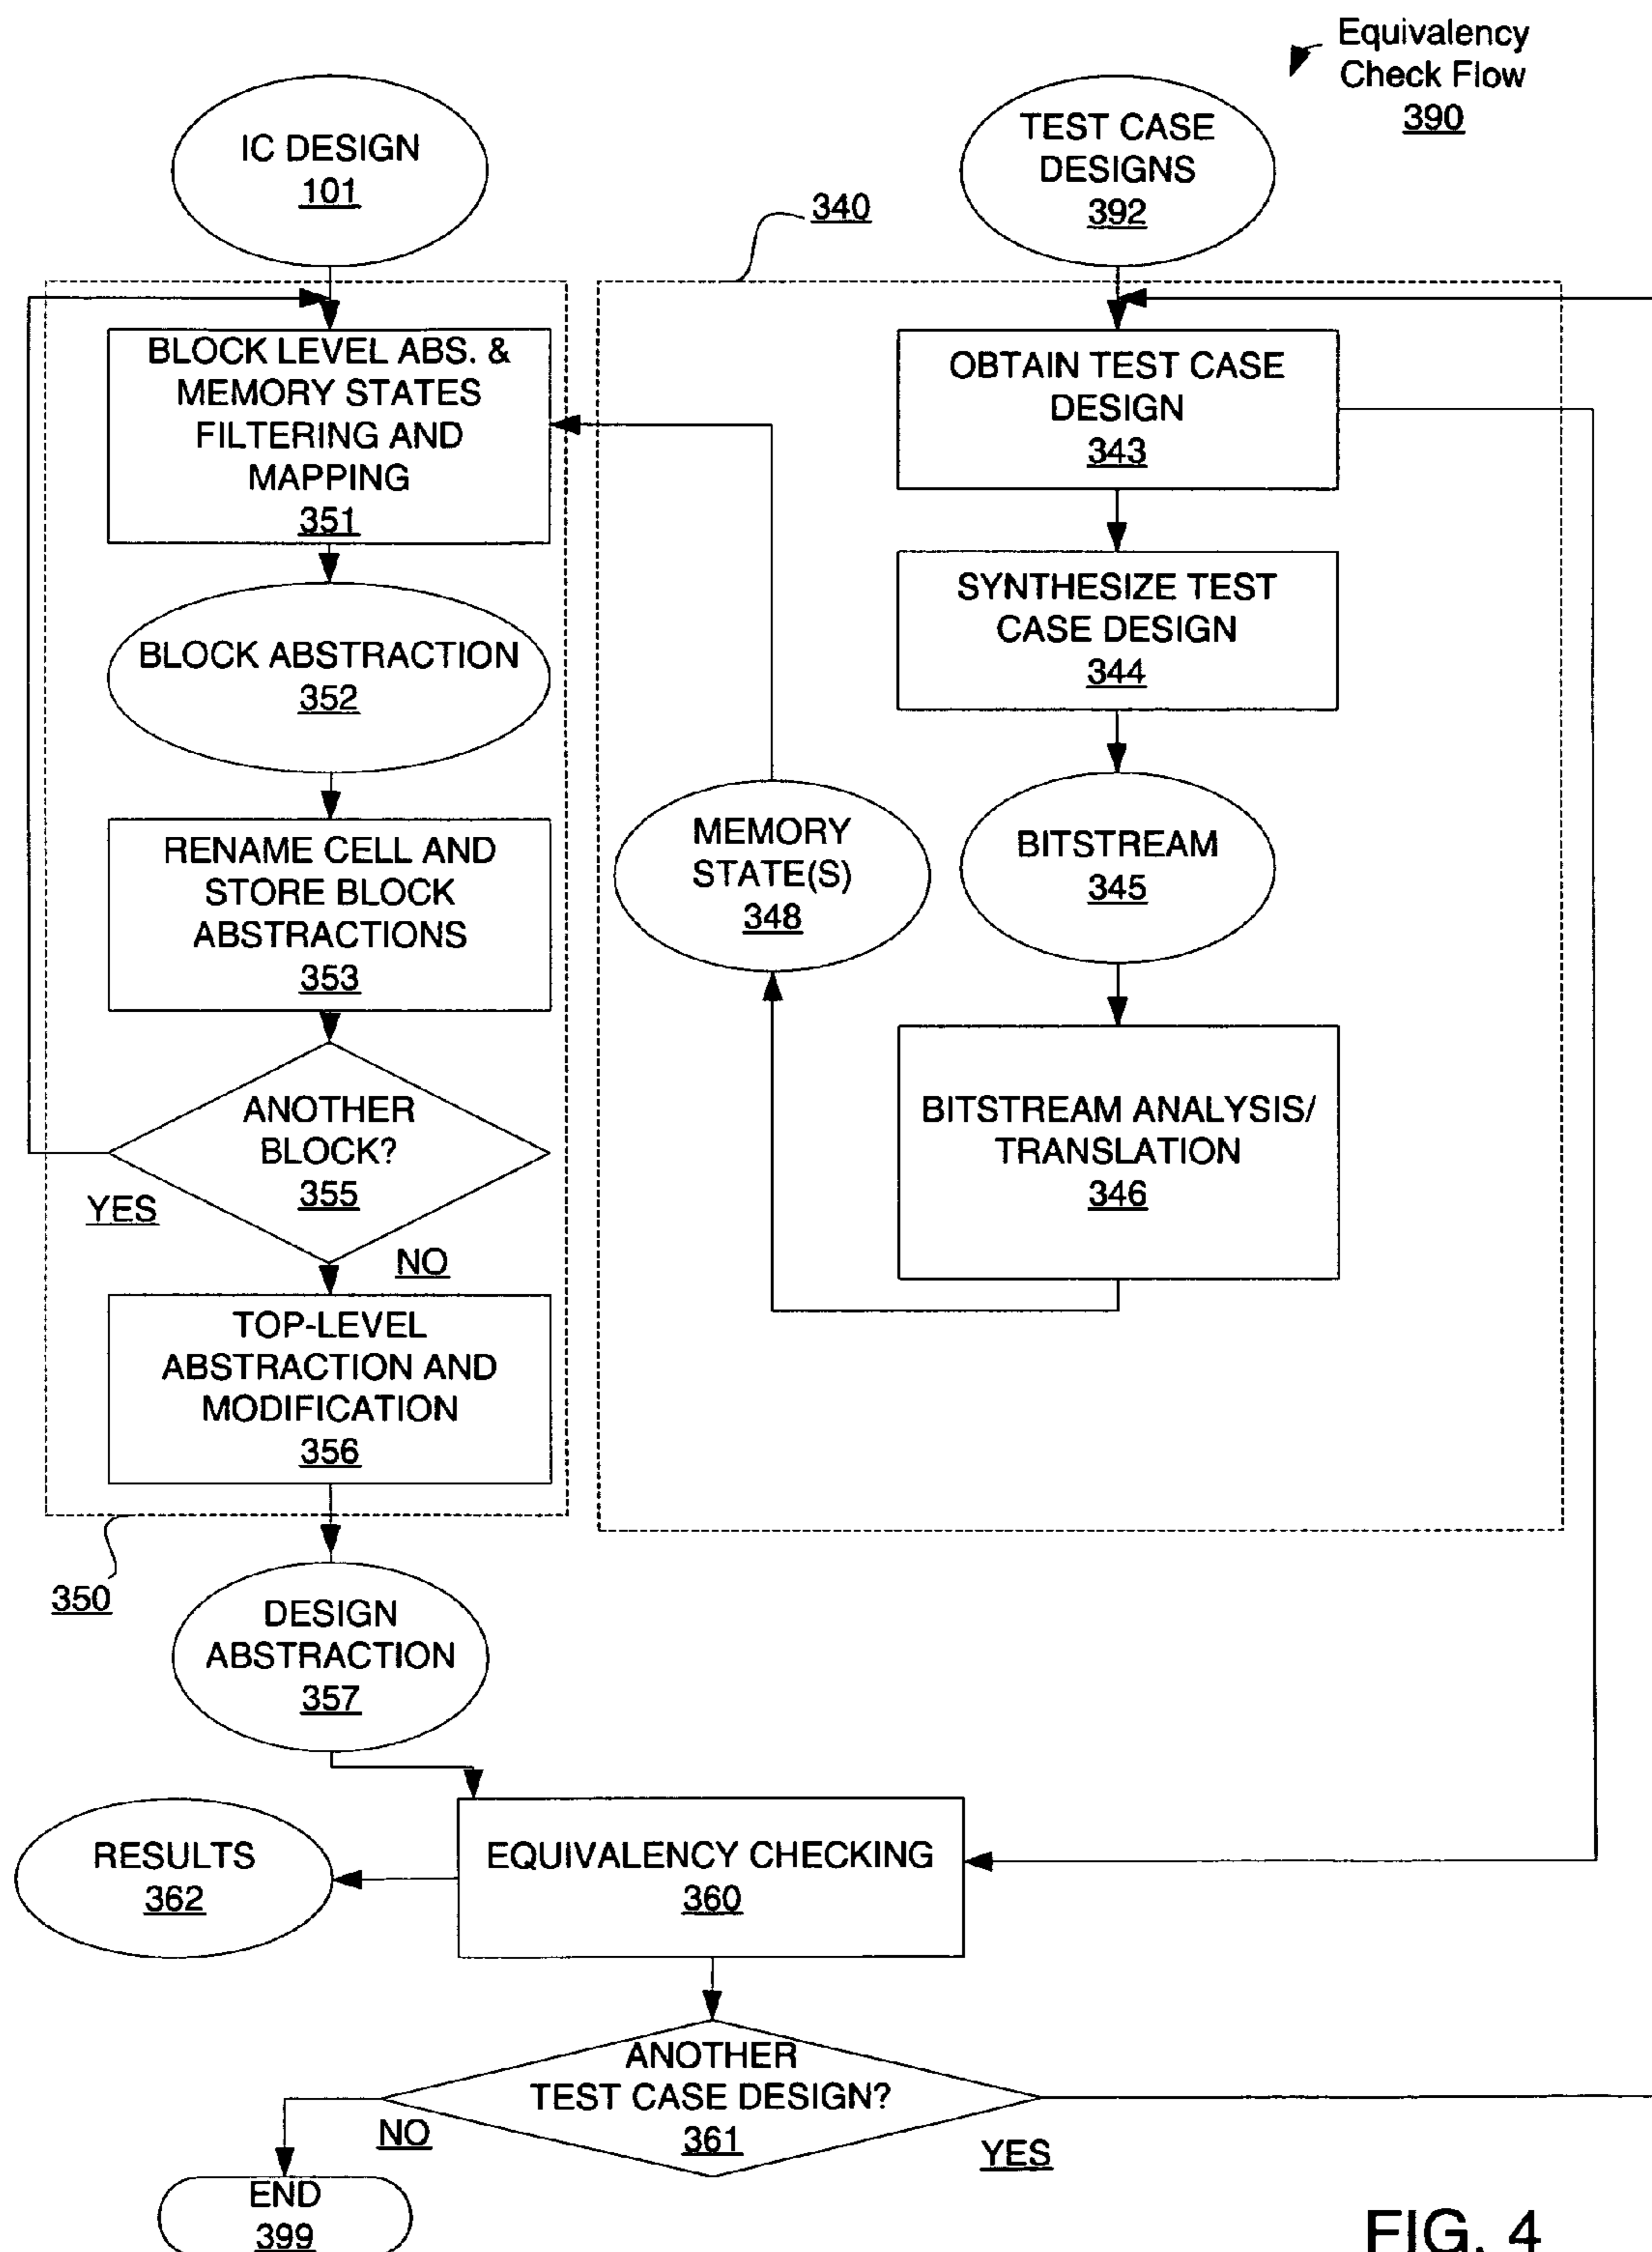 Equivalency
Check Flow
390
IC DESIGN
101
TEST CASE
DESIGNS
392
340
BLOCK LEVEL ABS. &
MEMORY STATES
FILTERING AND
MAPPING
351
OBTAIN TEST CASE
DESIGN
343
SYNTHESIZE TEST
CASE DESIGN
344
BLOCK ABSTRACTION
352
MEMORY
STATE(S)
348
BITSTREAM
345
RENAME CELL AND
STORE BLOCK
ABSTRACTIONS
353
BITSTREAM ANALYSIS/
TRANSLATION
346
ANOTHER
BLOCK?
355
YES
NO
TOP-LEVEL
ABSTRACTION AND
MODIFICATION
356
350
DESIGN
ABSTRACTION
357
RESULTS
362
EQUIVALENCY CHECKING
360
ANOTHER
TEST CASE DESIGN?
361
NO
YES
END
399
FIG. 4